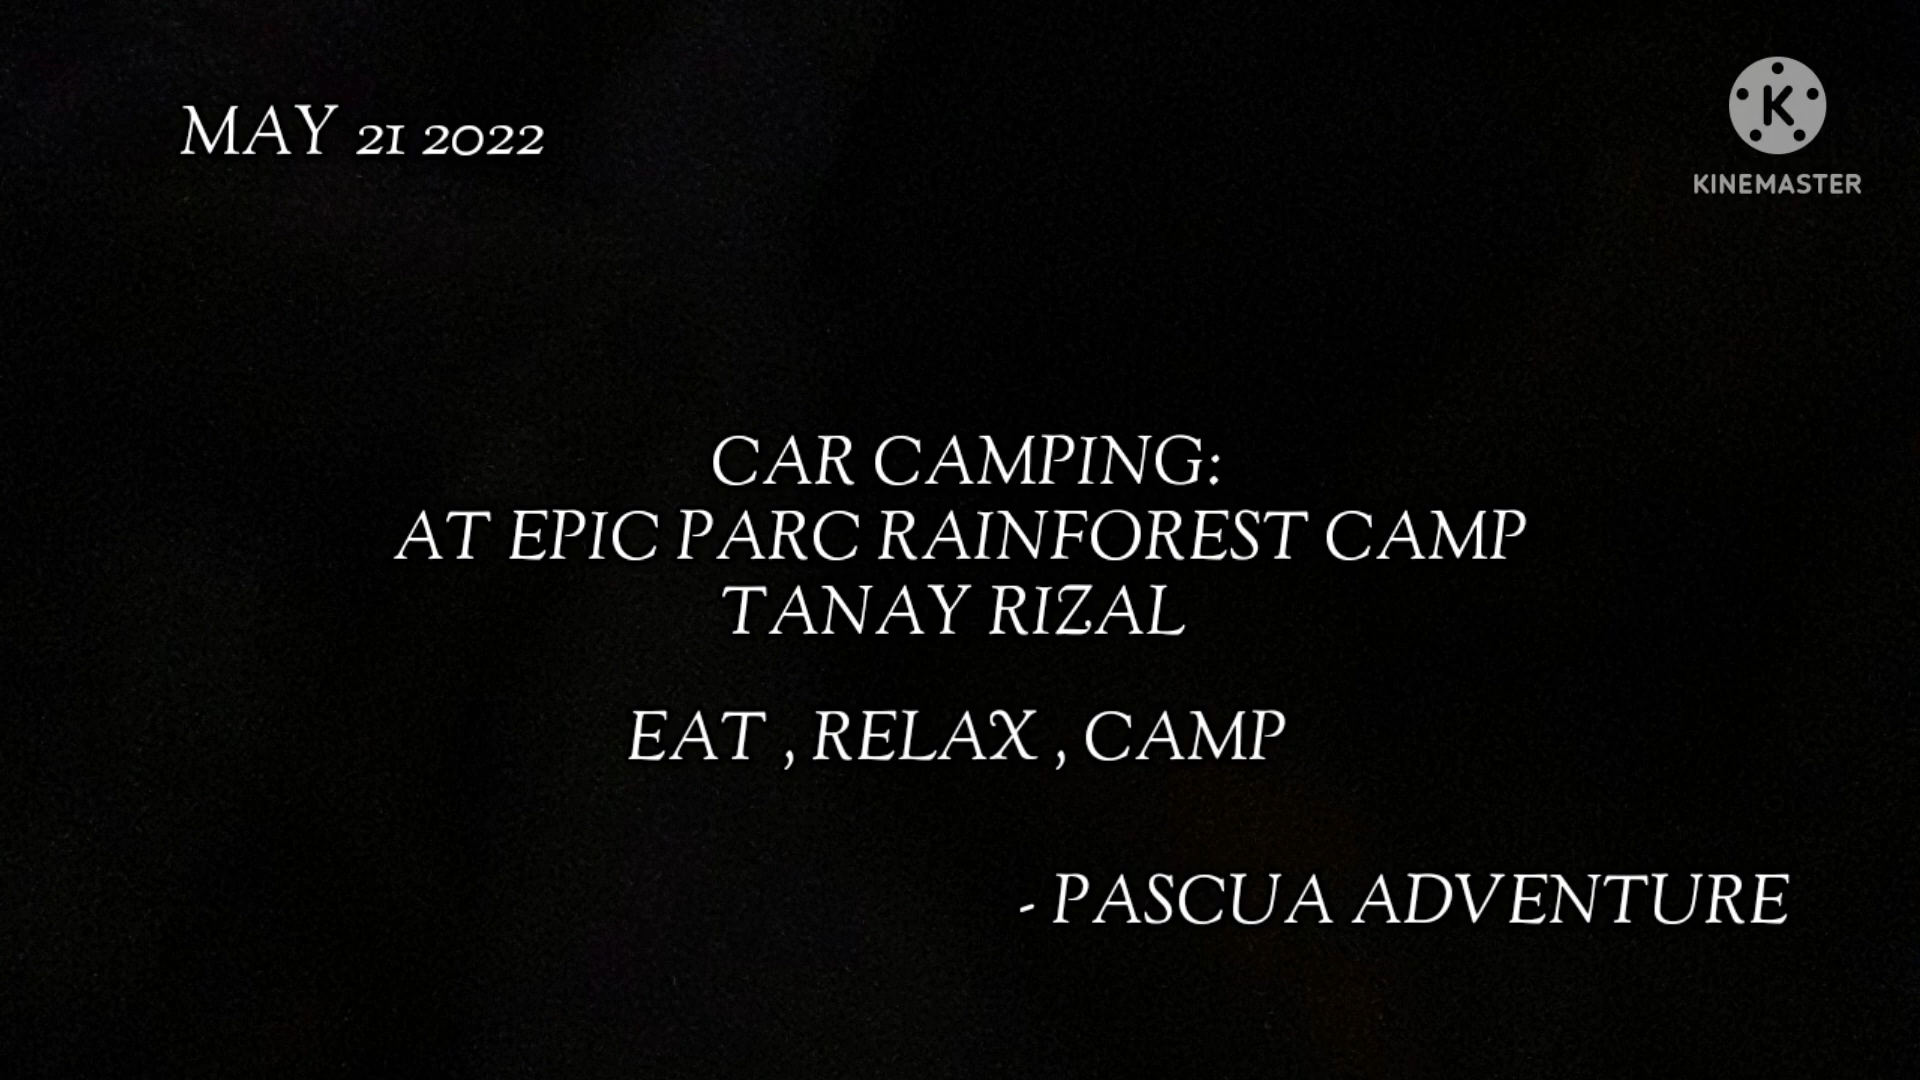 MAY 21 2022
K
KINEMASTER
CAR CAMPING:
AT EPIC PARC RAINFOREST CAMP
TANAY RIZAL
EAT , RELAX , CAMP
- PASCUA ADVENTURE